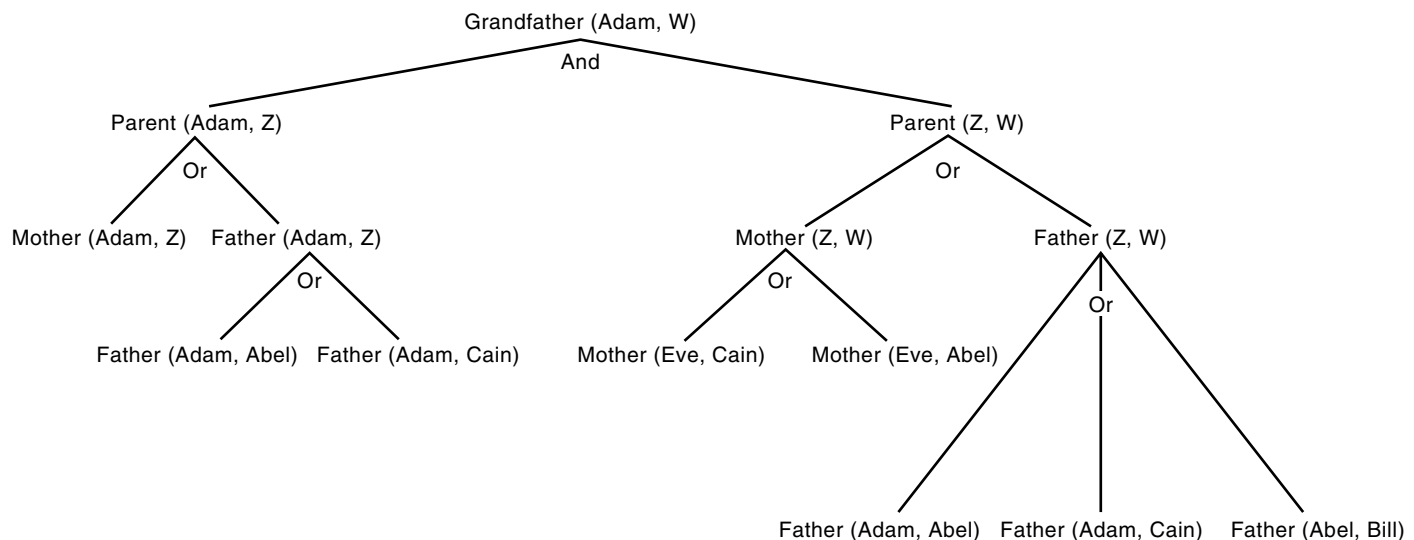 Grandfather (Adam, W)
And
Parent (Adam, Z)
Parent (Z, W)
Or
Or
Mother (Adam, Z)
Father (Adam, Z)
Mother (Z, W)
Father (Z, W)
Or
Or
Or
Father (Adam, Abel)
Father (Adam, Cain)
Mother (Eve, Cain)
Mother (Eve, Abel)
Father (Adam, Abel)
Father (Adam, Cain)
Father (Abel, Bill)